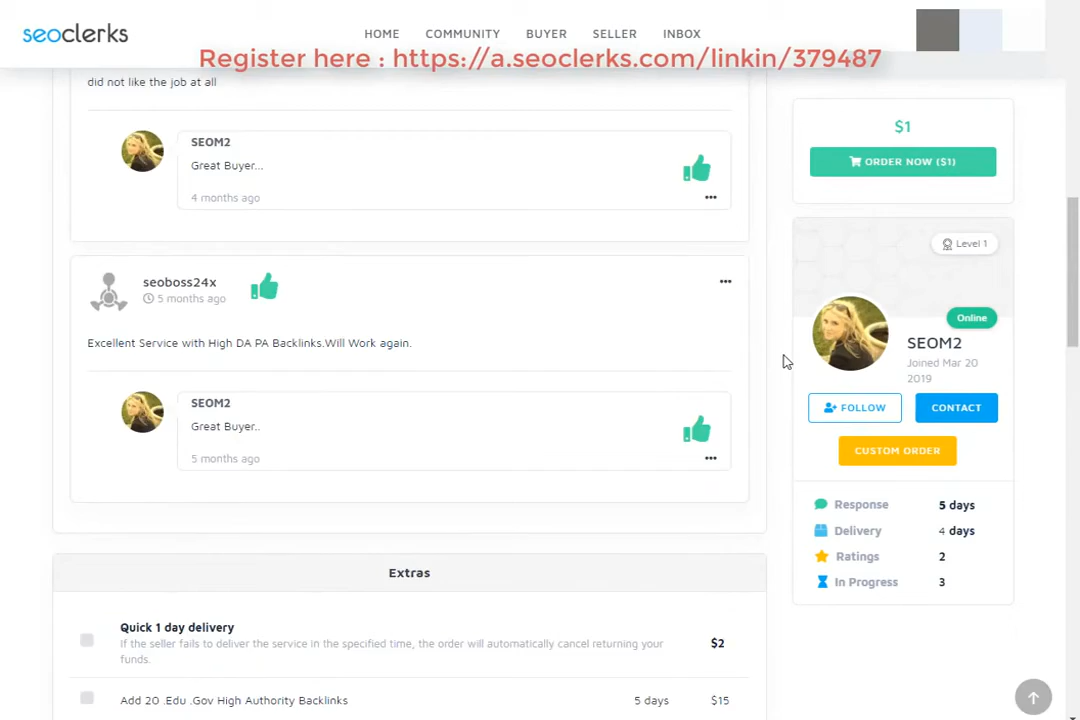 seoclerks
HOME COMMUNITY BUYER SELLER INBOX
Register here : https://a.seoclerks.com/linkin/379487
did not like the job at all
SEOM2
Great Buyer...
4 months ago
seoboss24x
5 months ago
Excellent Service with High DA PA Backlinks.Will Work again.
SEOM2
Great Buyer..
5 months ago
Extras
Quick 1 day delivery
If the seller fails to deliver the service in the specified time, the order will automatically cancel returning your
funds.
$2
Add 20 .Edu .Gov High Authority Backlinks 5 days $15
$1
ORDER NOW ($1)
Level 1
Online
SEOM2
Joined Mar 20
2019
FOLLOW CONTACT
CUSTOM ORDER
Response 5 days
Delivery 4 days
Ratings 2
In Progress 3